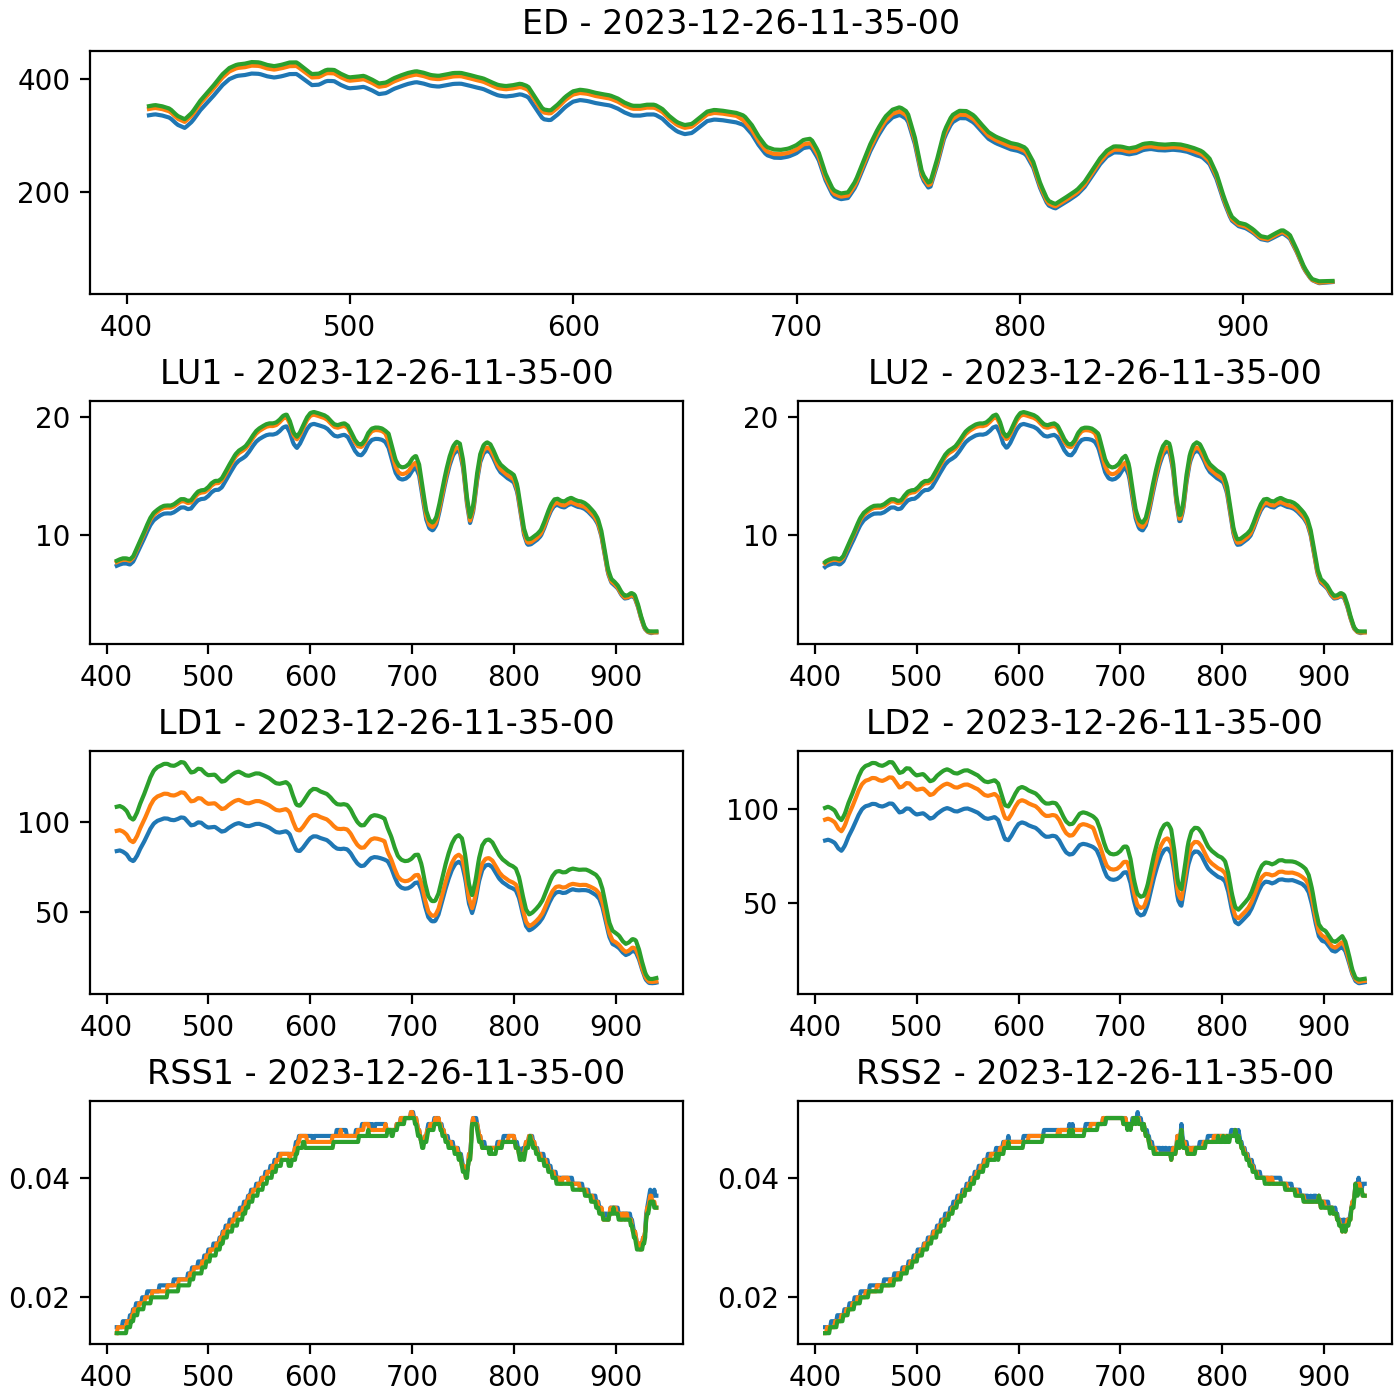 ED - 2023-12-26-11-35-00
400
200
400 500 600 700 800 900
LU1 - 2023-12-26-11-35-00
20
10
400 500 600 700 800 900
LU2 - 2023-12-26-11-35-00
20
10
400 500 600 700 800 900
LD1 - 2023-12-26-11-35-00
100
50
400 500 600 700 800 900
LD2 - 2023-12-26-11-35-00
100
50
400 500 600 700 800 900
RSS1 - 2023-12-26-11-35-00
0.04
0.02
400 500 600 700 800 900
RSS2 - 2023-12-26-11-35-00
0.04
0.02
400 500 600 700 800 900